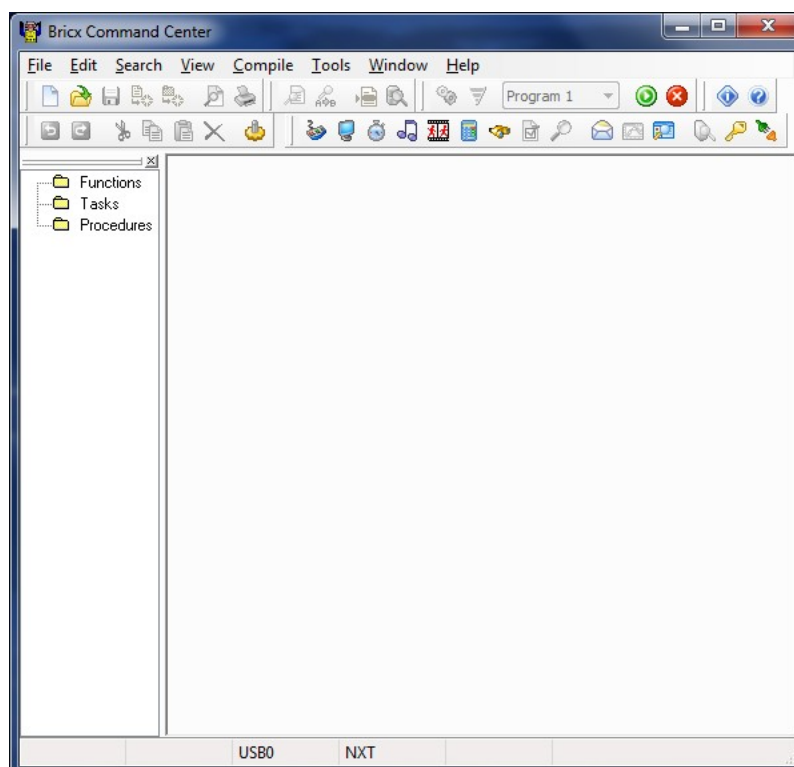 Bricx Command Center
File Edit Search View Compile Tools Window Help
Program 1
Functions
Tasks
Procedures
USB0 NXT